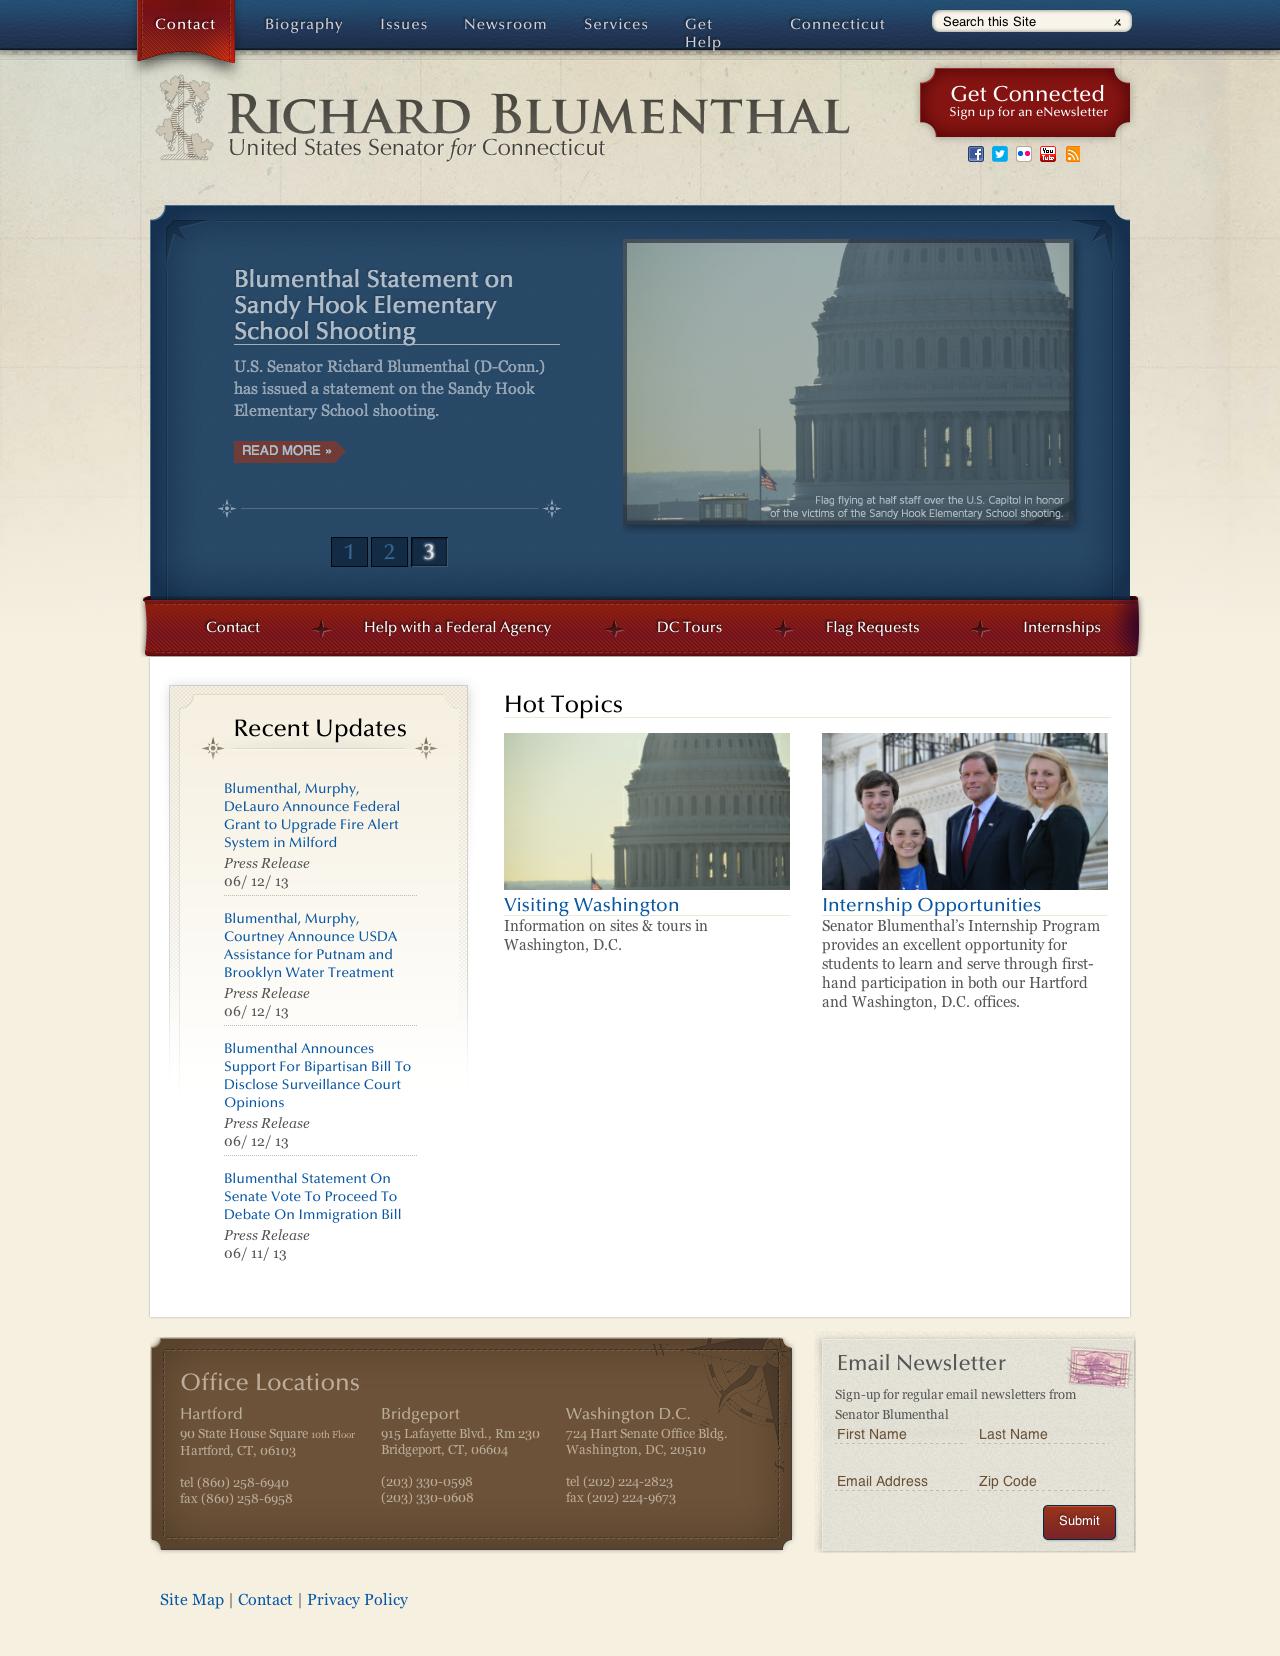 Contact
Biography
Issues
Newsroom
Services
Get
Help
Connecticut
Search this Site
RICHARD BLUMENTHAL
United States Senator for Connecticut
Get Connected
Sign up for an eNewsletter
You
Tube
Blumenthal Statement on
Sandy Hook Elementary
School Shooting
U.S. Senator Richard Blumenthal (D-Conn.)
has issued a statement on the Sandy Hook
Elementary School shooting.
READ MORE »
Flag flying at half staff over the U.S. Capitol in honor
of the victims of the Sandy Hook Elementary School shooting.
1 2 3
Contact
Help with a Federal Agency
DC Tours
Flag Requests
Internships
Recent Updates
Blumenthal, Murphy,
DeLauro Announce Federal
Grant to Upgrade Fire Alert
System in Milford
Press Release
06/ 12/ 13
Blumenthal, Murphy,
Courtney Announce USDA
Assistance for Putnam and
Brooklyn Water Treatment
Press Release
06/ 12/ 13
Blumenthal Announces
Support For Bipartisan Bill To
Disclose Surveillance Court
Opinions
Press Release
06/ 12/ 13
Blumenthal Statement On
Senate Vote To Proceed To
Debate On Immigration Bill
Press Release
06/ 11/ 13
Hot Topics
Visiting Washington
Information on sites & tours in
Washington, D.C.
Internship Opportunities
Senator Blumenthal’s Internship Program
provides an excellent opportunity for
students to learn and serve through first-
hand participation in both our Hartford
and Washington, D.C. offices.
Office Locations
Hartford
90 State House Square 10th Floor
Hartford, CT, 06103
tel (860) 258-6940
fax (860) 258-6958
Bridgeport
915 Lafayette Blvd., Rm 230
Bridgeport, CT, 06604
(203) 330-0598
(203) 330-0608
Washington D.C.
724 Hart Senate Office Bldg.
Washington, DC, 20510
tel (202) 224-2823
fax (202) 224-9673
W
S
Email Newsletter
Sign-up for regular email newsletters from
Senator Blumenthal
First Name
Last Name
Email Address
Zip Code
Submit
Site Map | Contact | Privacy Policy